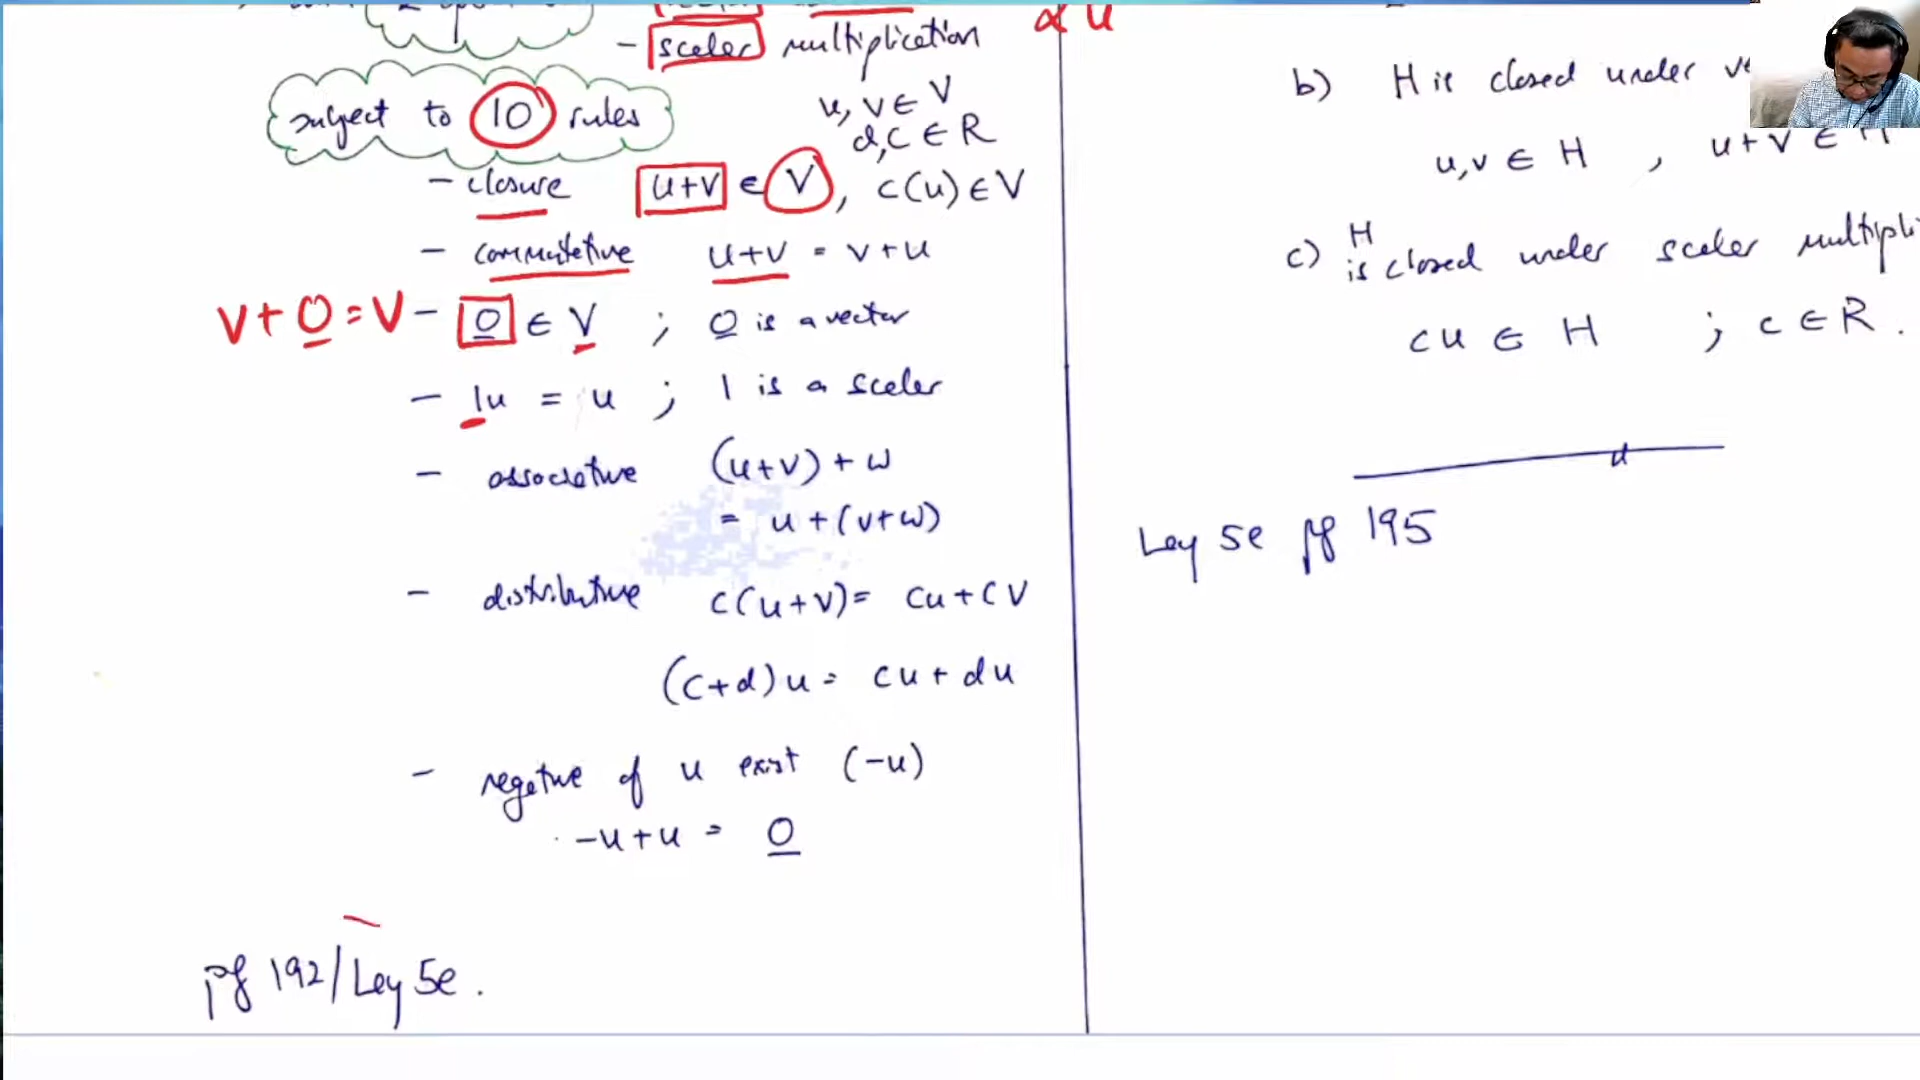 - scaler multiplication
α u
subject to 10 rules
u, v ∈ V
d, c ∈ R
- closure u+v ∈ V, c(u) ∈ V
- commutative u+v = v+u
v + 0 = v - 0 ∈ V ; 0 is a vector
- 1u = u ; 1 is a scaler
- associative (u+v) + w
= u + (v+w)
- distributive c(u+v) = cu + cv
(c+d)u = cu + du
- negative of u exist (-u)
-u+u = 0
pg 192/Lay 5e.
b) H is closed under
u, v ∈ H , u+v ∈ H
c) H is closed under scaler multipli
cu ∈ H ; c ∈ R.
Lay 5e pg 195